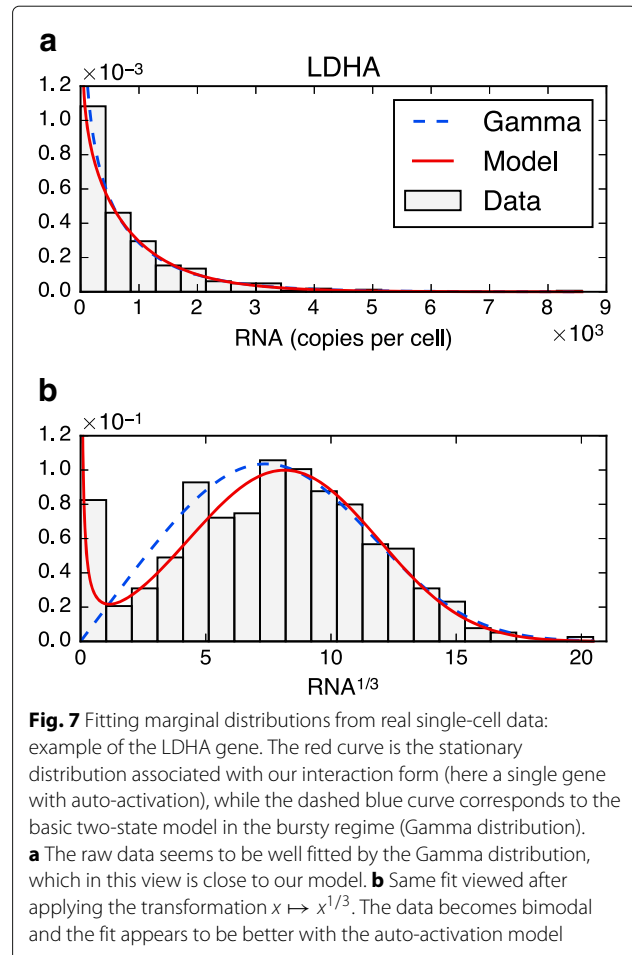 a
LDHA
×10⁻³
1.2
1.0
0.8
0.6
0.4
0.2
0.0
Gamma
Model
Data
0 1 2 3 4 5 6 7 8 9
RNA (copies per cell) ×10³
b
×10⁻¹
1.2
1.0
0.8
0.6
0.4
0.2
0.0
0 5 10 15 20
RNA¹/³
Fig. 7 Fitting marginal distributions from real single-cell data:
example of the LDHA gene. The red curve is the stationary
distribution associated with our interaction form (here a single gene
with auto-activation), while the dashed blue curve corresponds to the
basic two-state model in the bursty regime (Gamma distribution).
a The raw data seems to be well fitted by the Gamma distribution,
which in this view is close to our model. b Same fit viewed after
applying the transformation x ↦ x¹/³. The data becomes bimodal
and the fit appears to be better with the auto-activation model